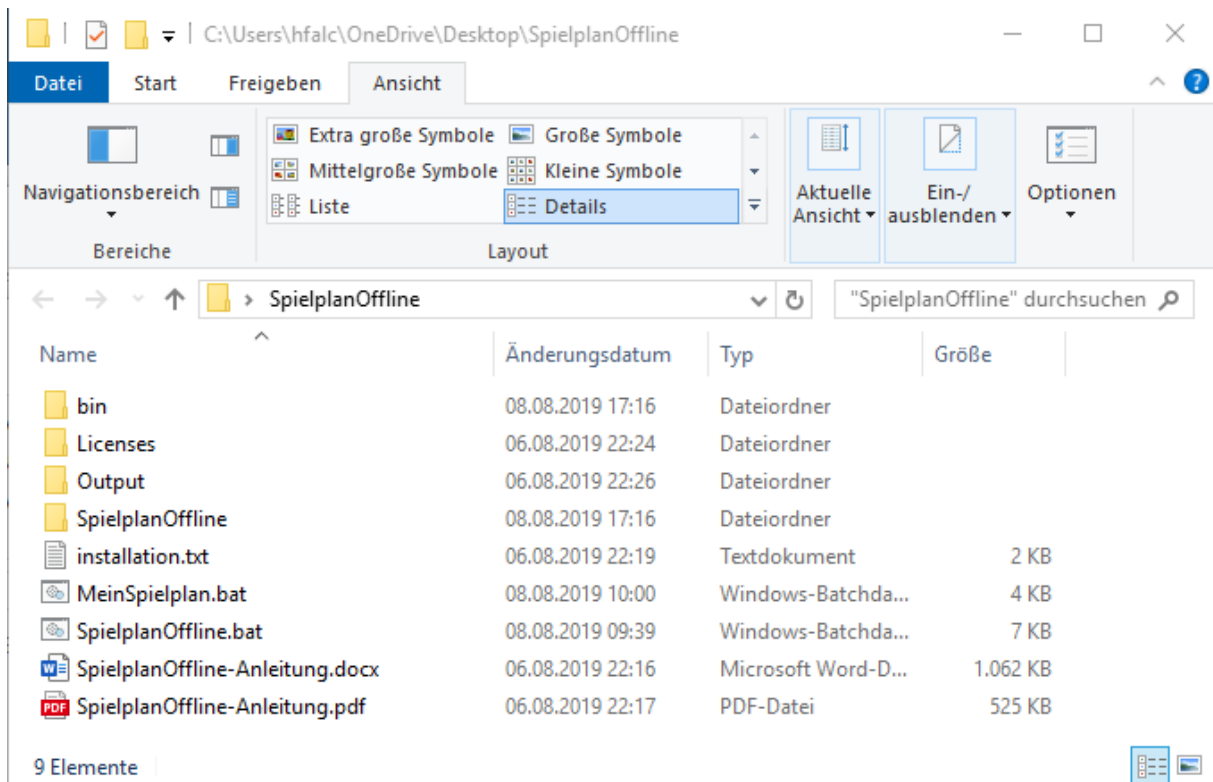 C:\Users\hfalc\OneDrive\Desktop\SpielplanOffline
Datei Start Freigeben Ansicht
Extra große Symbole Große Symbole
Mittelgroße Symbole Kleine Symbole
Liste Details
Navigationsbereich
Aktuelle Ansicht
Ein-/ ausblenden
Optionen
Bereiche Layout
SpielplanOffline "SpielplanOffline" durchsuchen
Name Änderungsdatum Typ Größe
bin 08.08.2019 17:16 Dateiordner
Licenses 06.08.2019 22:24 Dateiordner
Output 06.08.2019 22:26 Dateiordner
SpielplanOffline 08.08.2019 17:16 Dateiordner
installation.txt 06.08.2019 22:19 Textdokument 2 KB
MeinSpielplan.bat 08.08.2019 10:00 Windows-Batchda... 4 KB
SpielplanOffline.bat 08.08.2019 09:39 Windows-Batchda... 7 KB
SpielplanOffline-Anleitung.docx 06.08.2019 22:16 Microsoft Word-D... 1.062 KB
PDF SpielplanOffline-Anleitung.pdf 06.08.2019 22:17 PDF-Datei 525 KB
9 Elemente